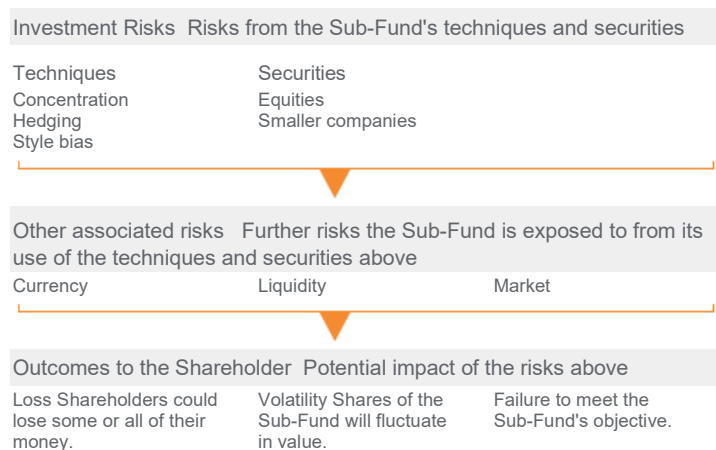 Investment Risks  Risks from the Sub-Fund's techniques and securities
Techniques
Concentration
Hedging
Style bias
Securities
Equities
Smaller companies
Other associated risks  Further risks the Sub-Fund is exposed to from its
use of the techniques and securities above
Currency
Liquidity
Market
Outcomes to the Shareholder  Potential impact of the risks above
Loss Shareholders could
lose some or all of their
money.
Volatility Shares of the
Sub-Fund will fluctuate
in value.
Failure to meet the
Sub-Fund's objective.